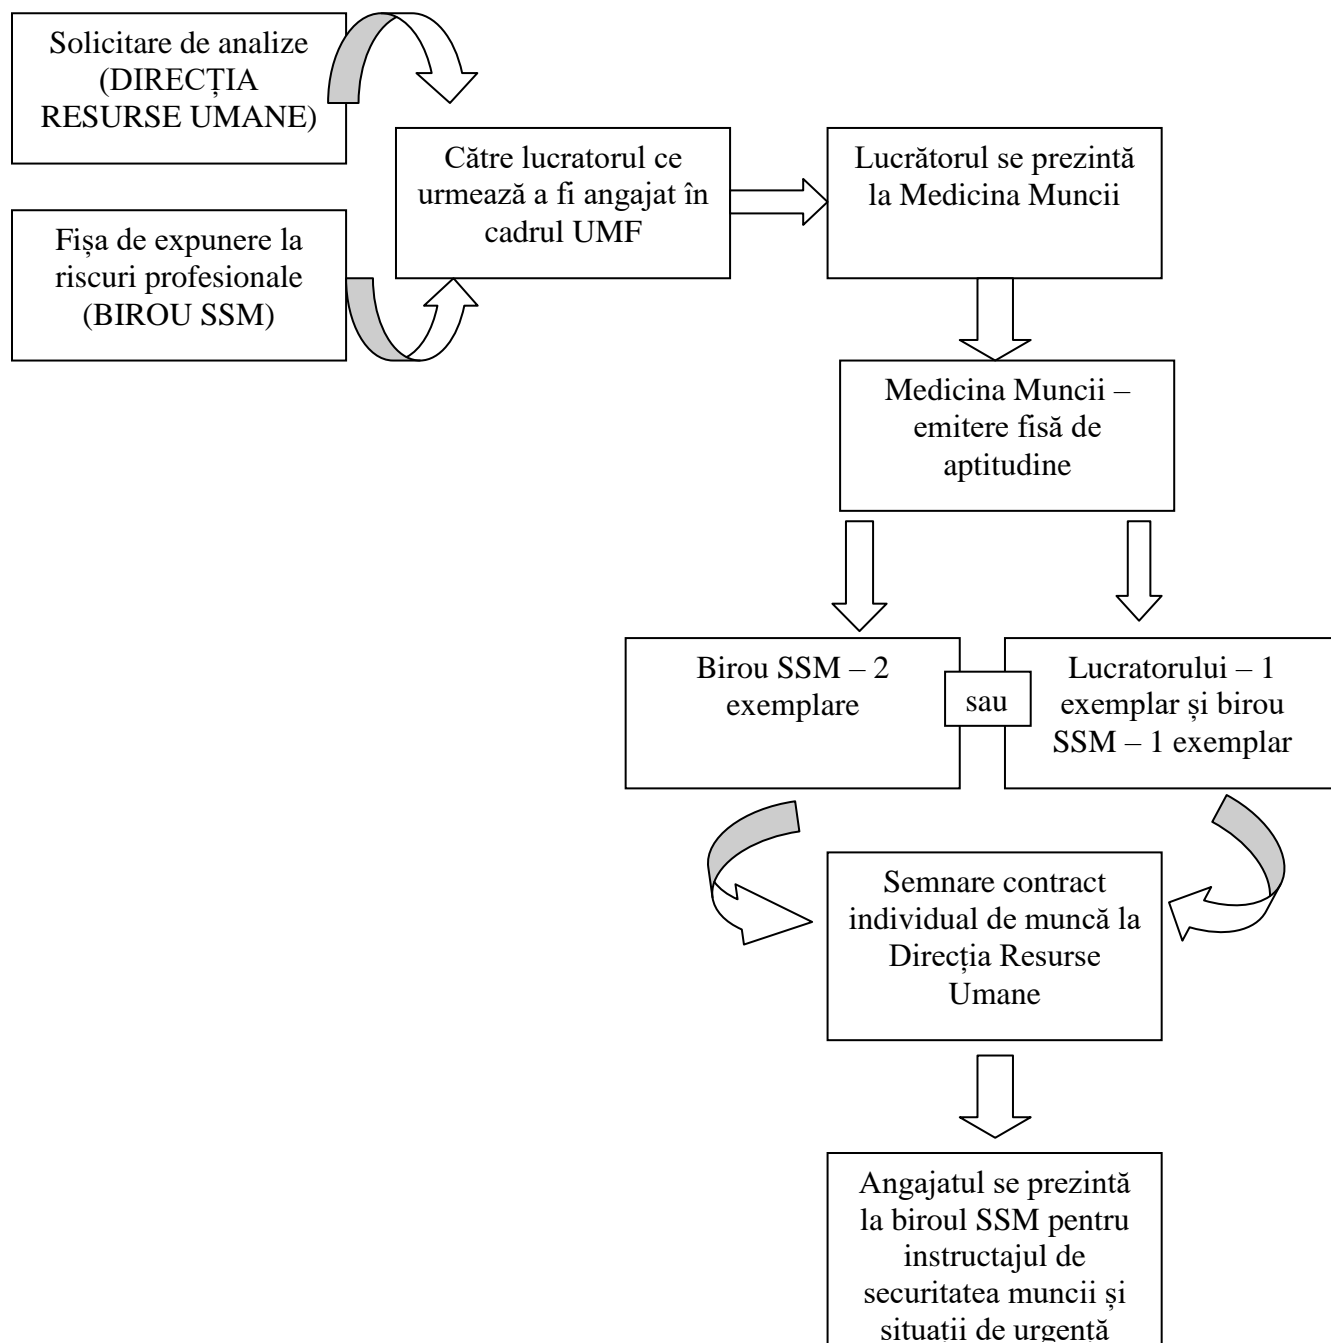 Solicitare de analize
(DIRECȚIA
RESURSE UMANE)
Fișa de expunere la
riscuri profesionale
(BIROU SSM)
Către lucratorul ce
urmează a fi angajat în
cadrul UMF
Lucrătorul se prezintă
la Medicina Muncii
Medicina Muncii –
emitere fisă de
aptitudine
Birou SSM – 2
exemplare
sau
Lucratorului – 1
exemplar și birou
SSM – 1 exemplar
Semnare contract
individual de muncă la
Direcția Resurse
Umane
Angajatul se prezintă
la biroul SSM pentru
instructajul de
securitatea muncii și
situații de urgență